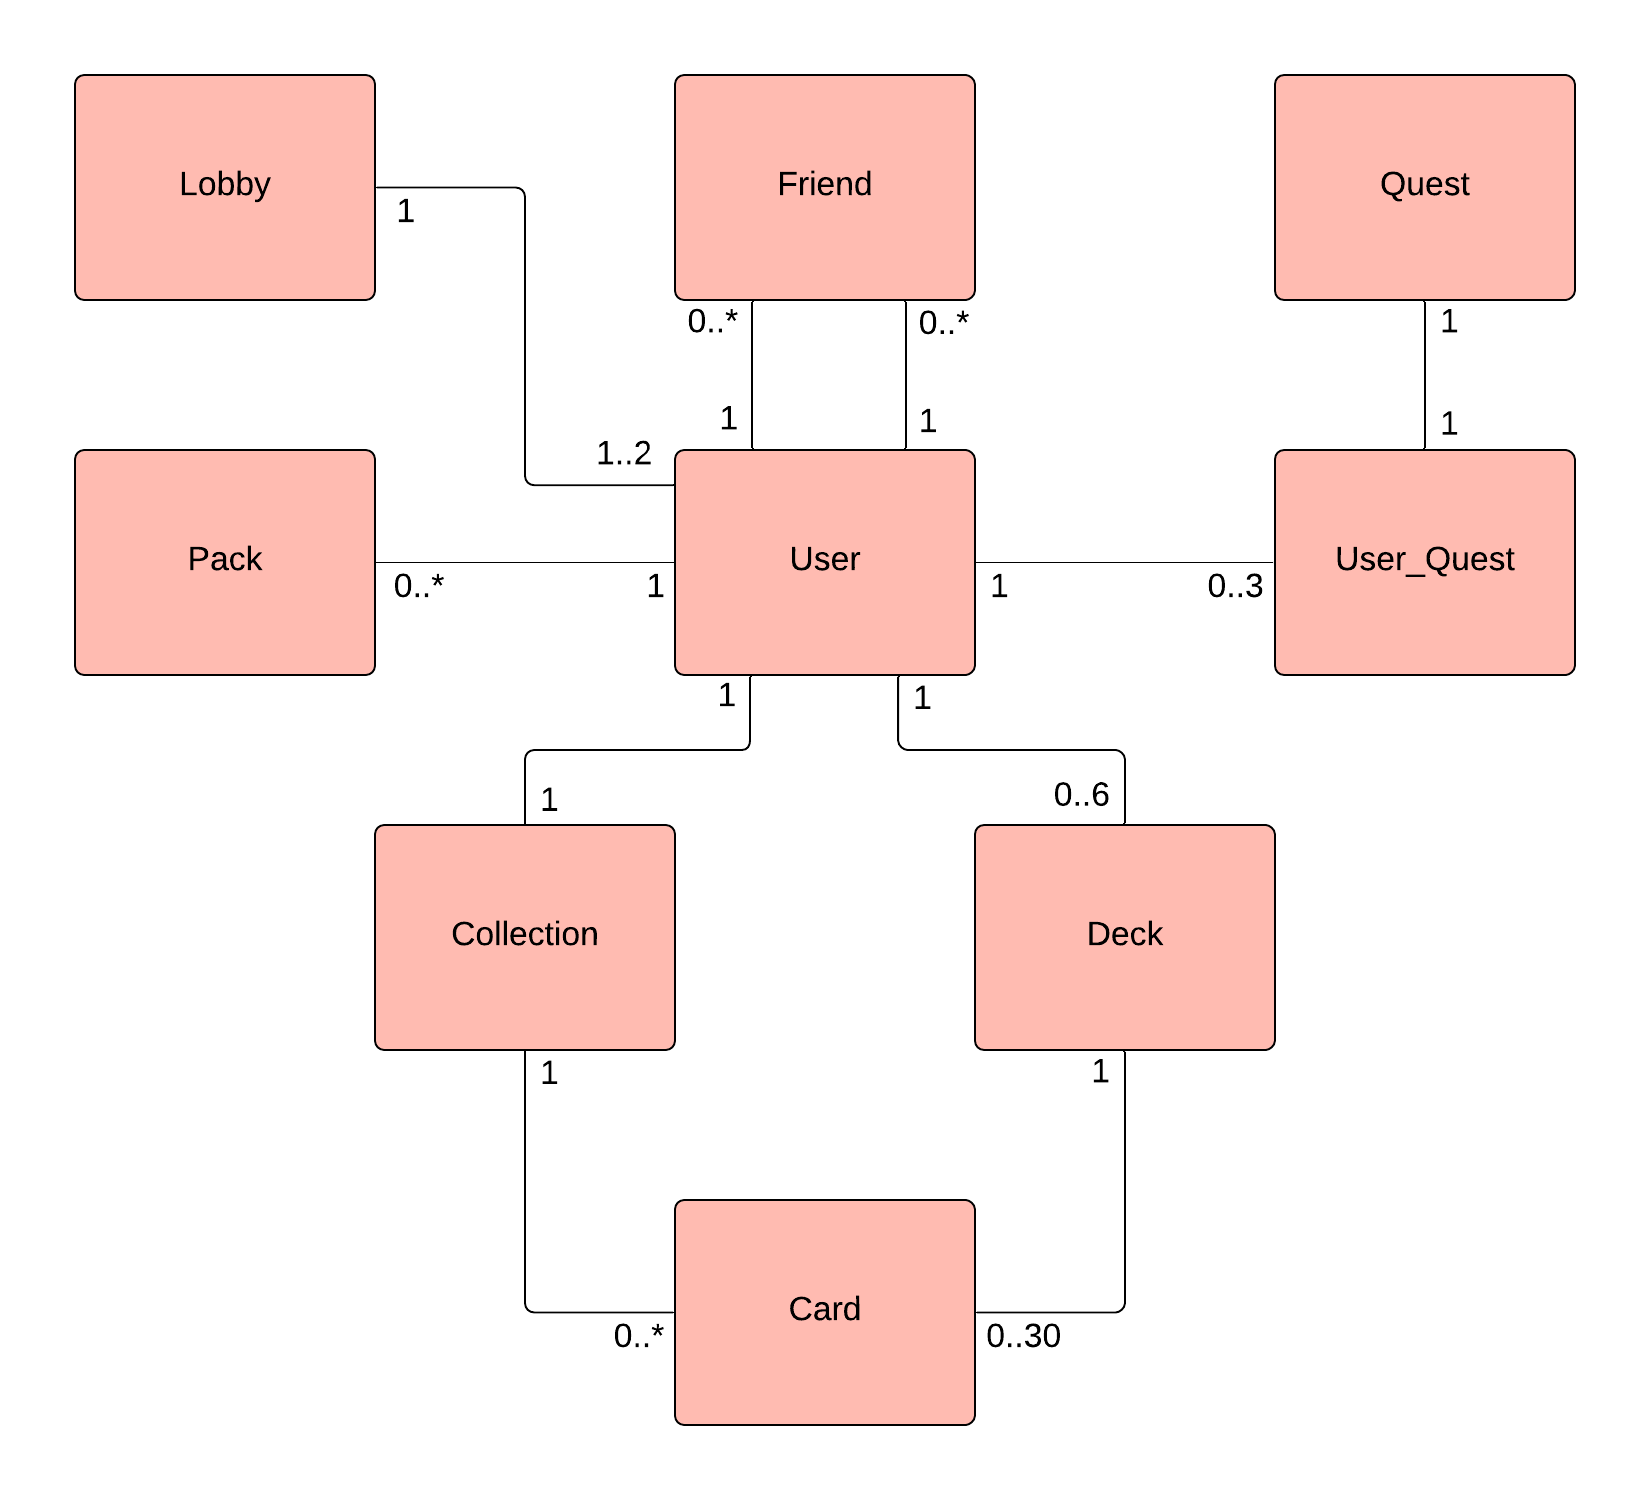 Lobby
Friend
Quest
1
0..*
0..*
1
1
1
1
1..2
Pack
User
User_Quest
0..*
1
1
0..3
1
1
1
0..6
Collection
Deck
1
1
Card
0..*
0..30